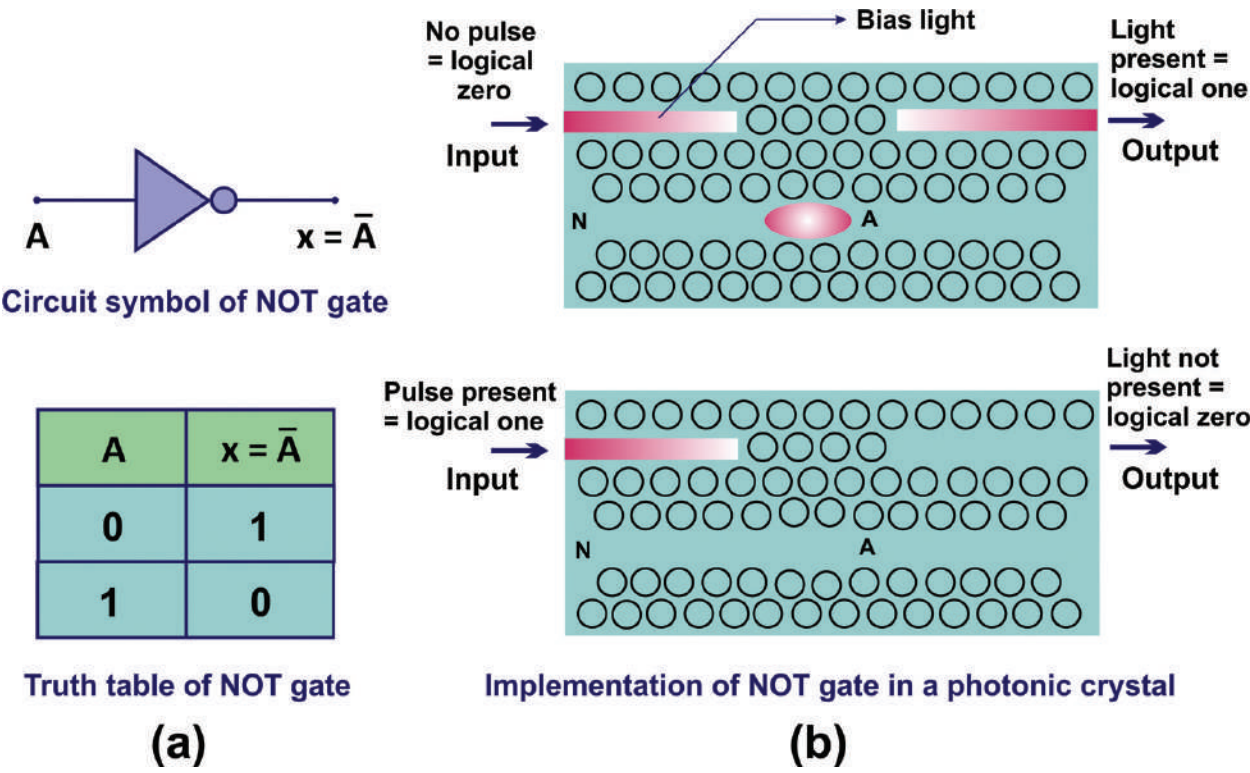 A
x = A̅
Circuit symbol of NOT gate
A
x = A̅
0
1
1
0
Truth table of NOT gate
(a)
No pulse
= logical
zero
Input
Bias light
Light
present =
logical one
Output
N
A
Pulse present
= logical one
Input
Light not
present =
logical zero
Output
N
A
Implementation of NOT gate in a photonic crystal
(b)